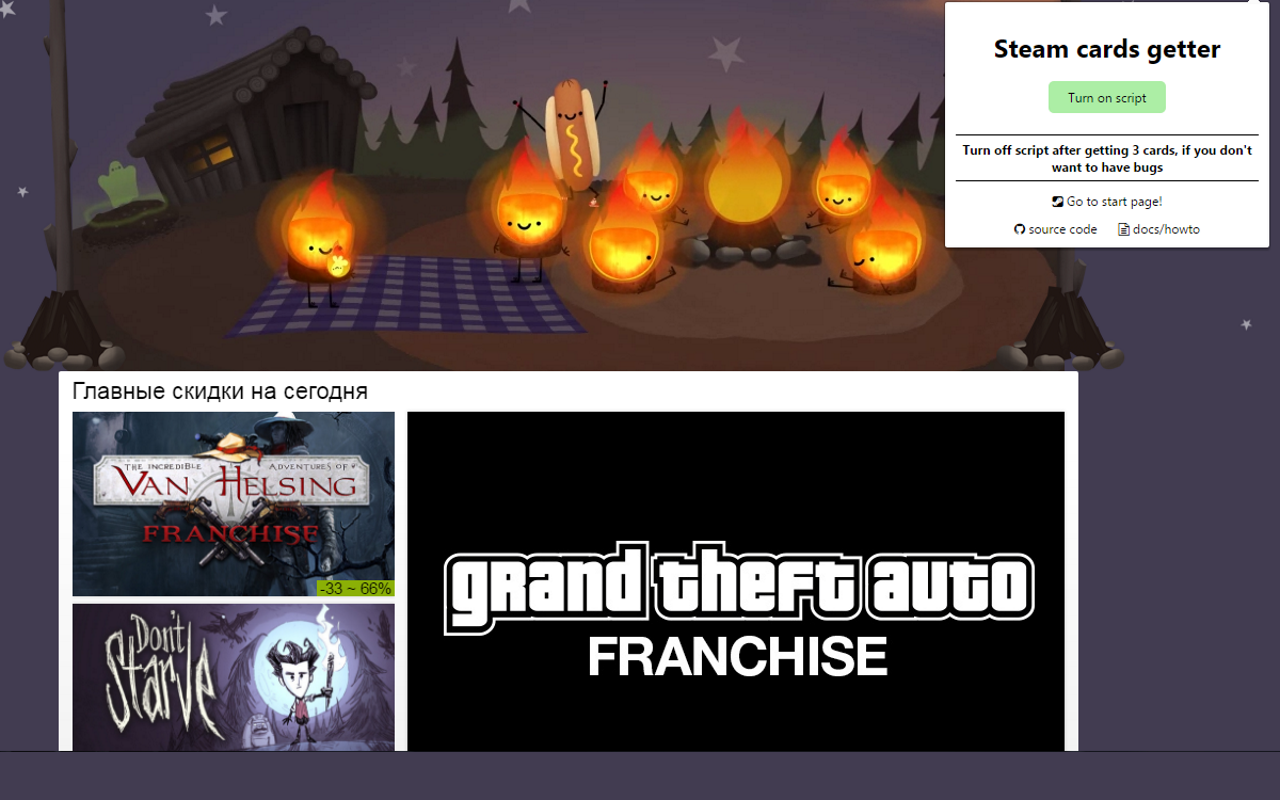 Steam cards getter
Turn on script
Turn off script after getting 3 cards, if you don't
want to have bugs
Go to start page!
source code
docs/howto
Главные скидки на сегодня
THE INCREDIBLE ADVENTURES OF
VAN HELSING
FRANCHISE
-33 ~ 66%
Don't
Starve
grand theft auto
FRANCHISE